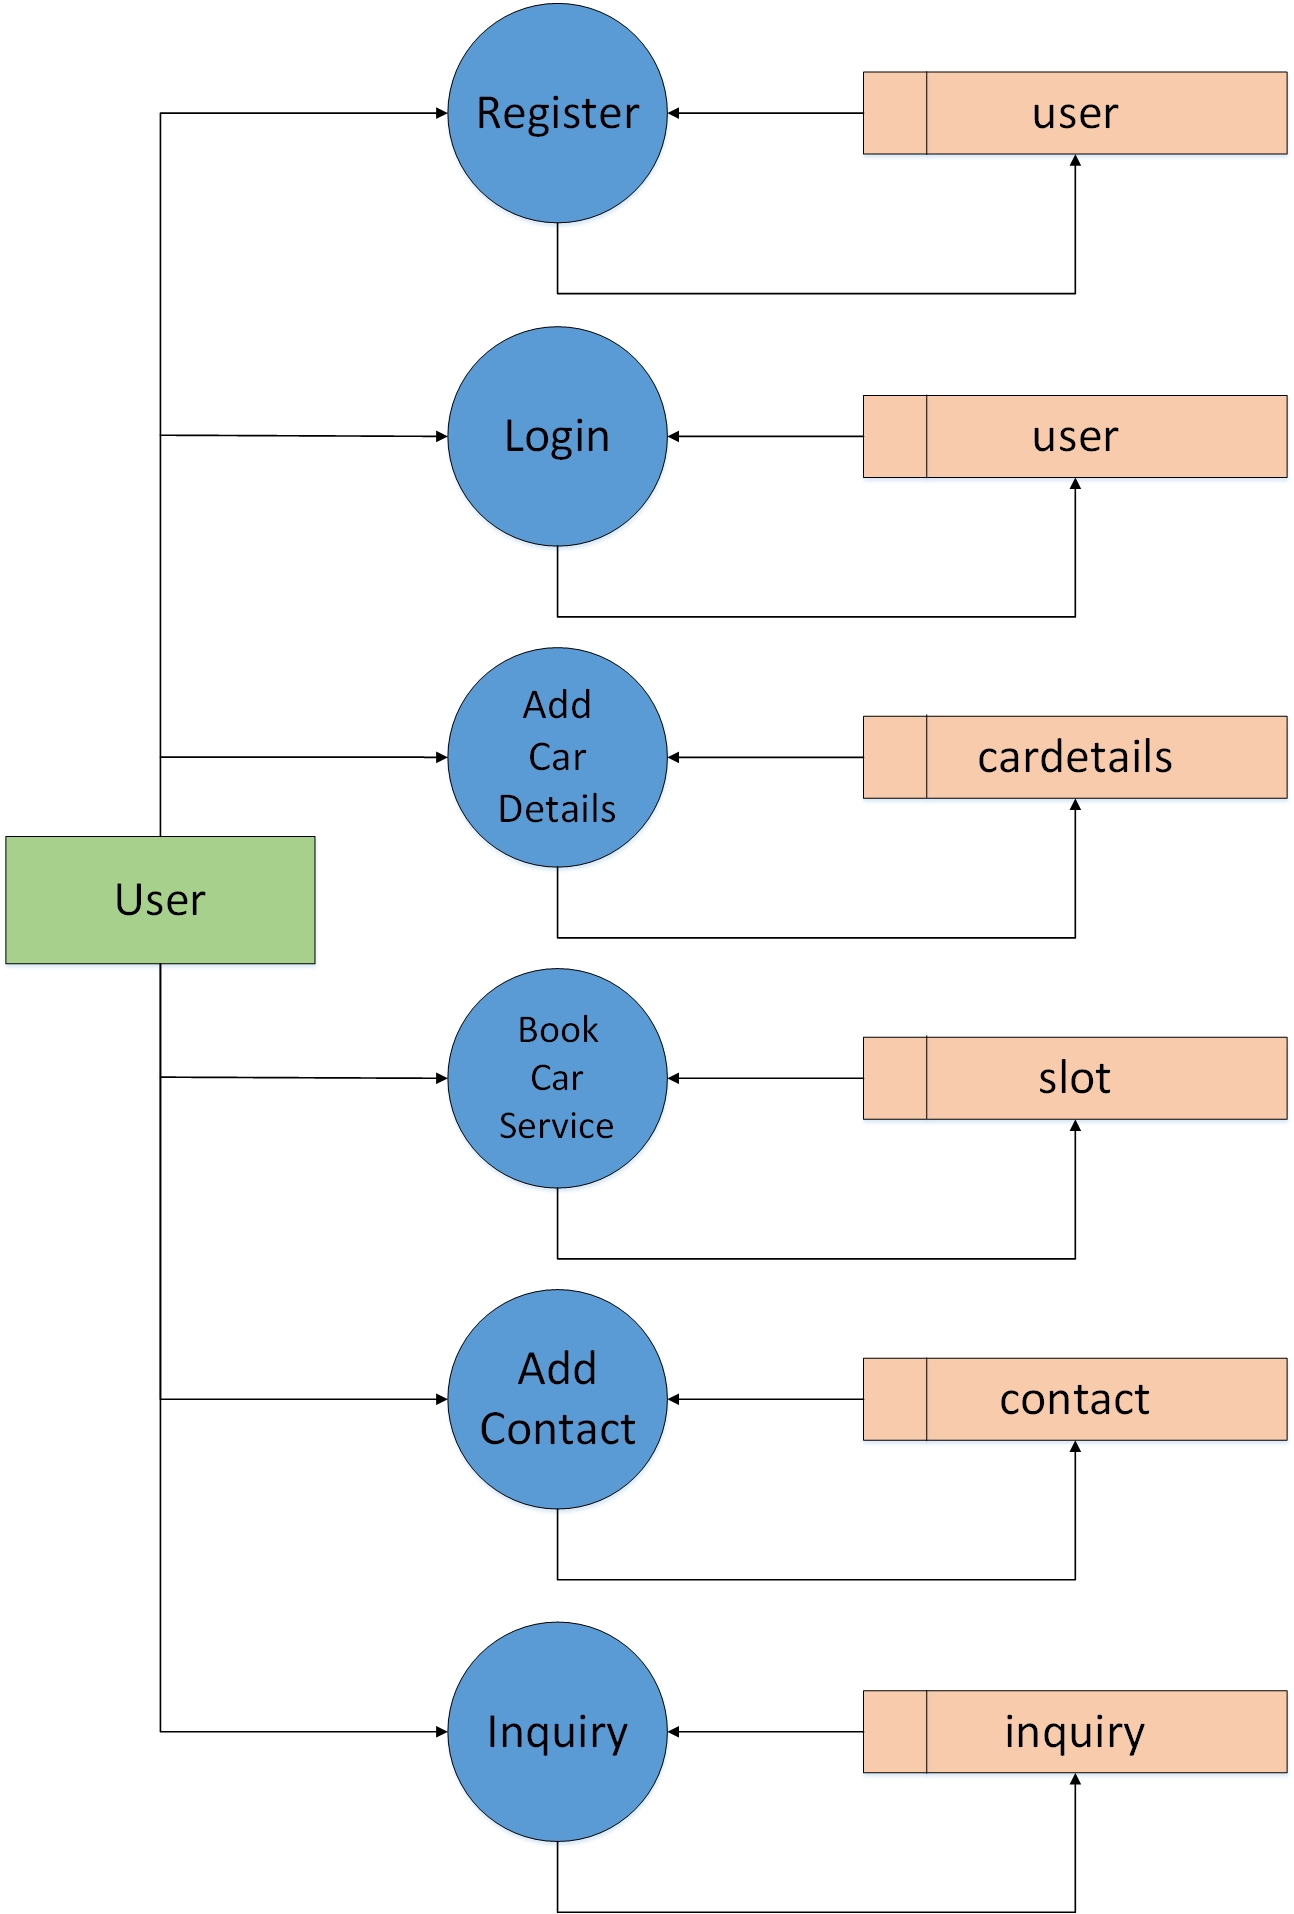 Register
user
Login
user
Add
Car
Details
cardetails
User
Book
Car
Service
slot
Add
Contact
contact
Inquiry
inquiry